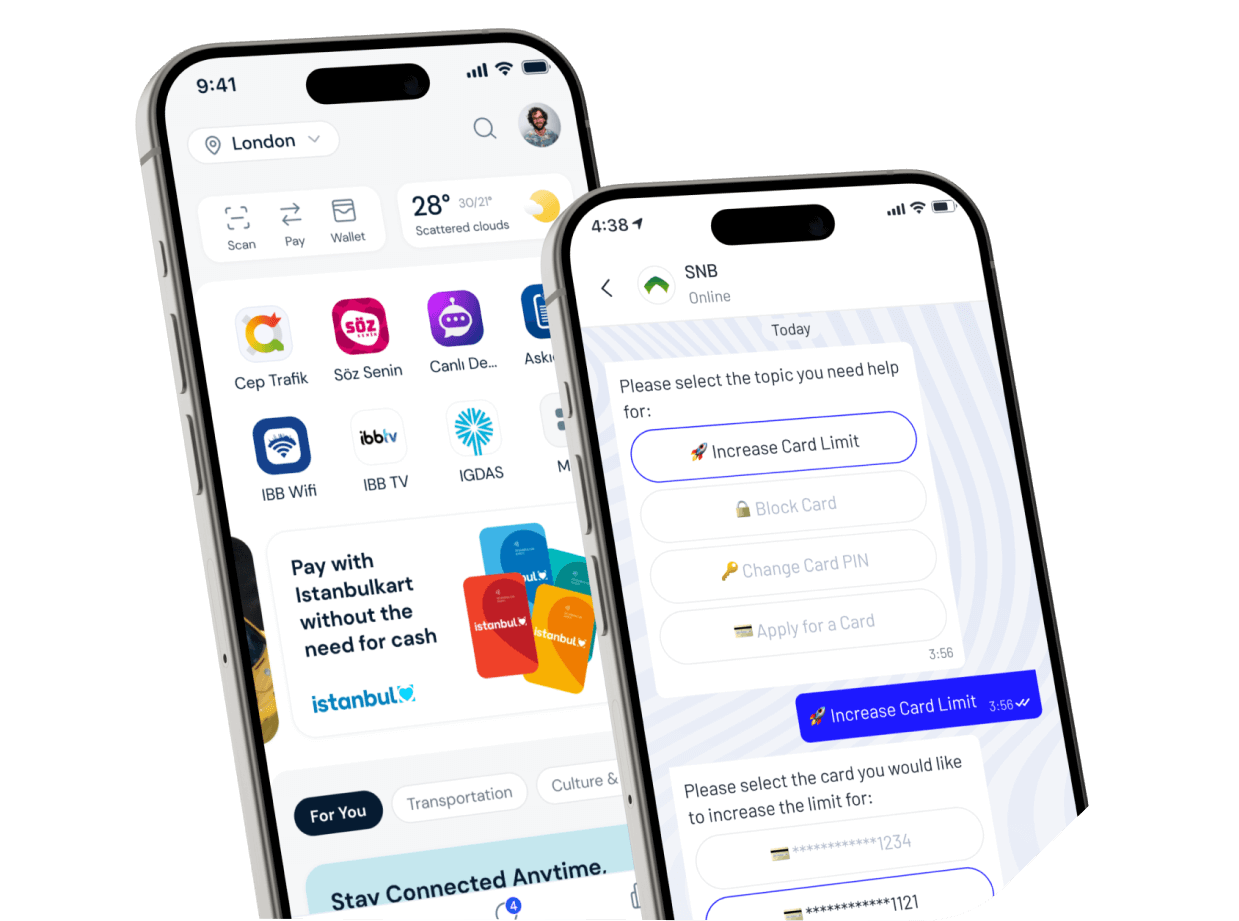 9:41
London
Scan
Pay
Wallet
28° 30/21°
Scattered clouds
Cep Trafik
SÖZ
SENİN
Söz Senin
Canlı De...
Askı
IBB Wifi
ibbtv
IBB TV
IGDAS
M
Pay with
Istanbulkart
without the
need for cash
istanbul
istanbul
istanbul
ul
For You
Transportation
Culture &
Stay Connected Anytime,
4
4:38
SNB
Online
Today
Please select the topic you need help
for:
🚀 Increase Card Limit
🔒 Block Card
🔑 Change Card PIN
💳 Apply for a Card
3:56
🚀 Increase Card Limit 3:56
Please select the card you would like
to increase the limit for:
💳 ************1234
💳 ************1121